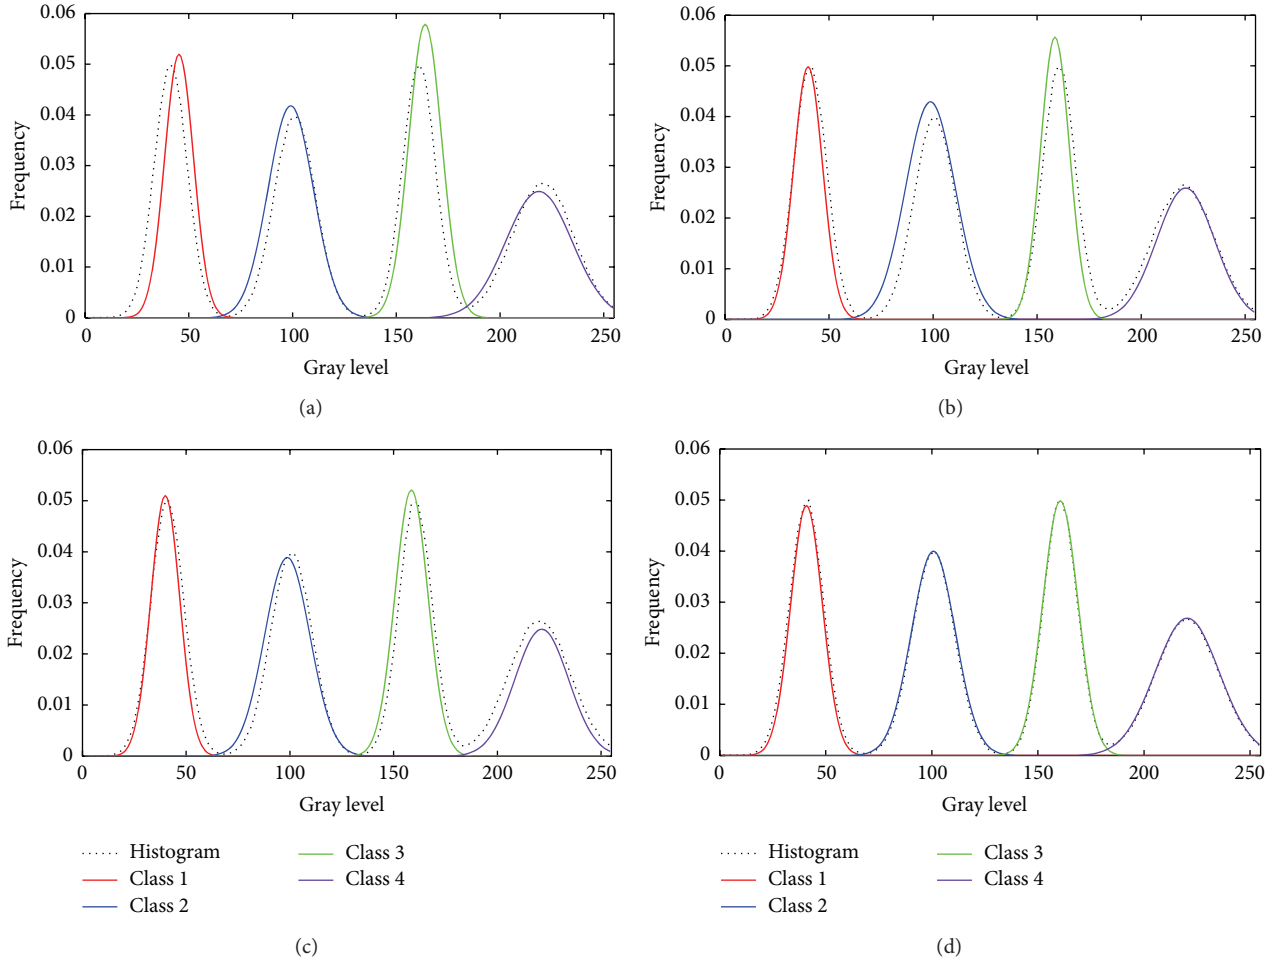 0.06
0.05
0.04
0.03
0.02
0.01
0
Frequency
0 50 100 150 200 250
Gray level
(a)
0.06
0.05
0.04
0.03
0.02
0.01
0
Frequency
0 50 100 150 200 250
Gray level
(b)
0.06
0.05
0.04
0.03
0.02
0.01
0
Frequency
0 50 100 150 200 250
Gray level
Histogram
Class 1
Class 2
Class 3
Class 4
(c)
0.06
0.05
0.04
0.03
0.02
0.01
0
Frequency
0 50 100 150 200 250
Gray level
Histogram
Class 1
Class 2
Class 3
Class 4
(d)